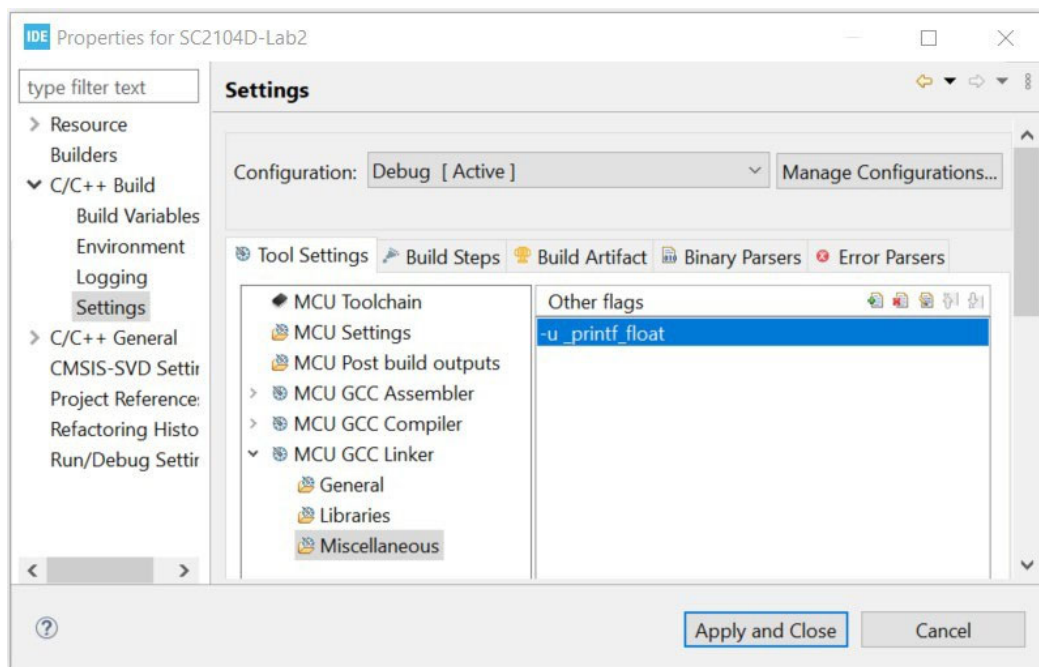 IDE Properties for SC2104D-Lab2
type filter text
Resource
Builders
C/C++ Build
Build Variables
Environment
Logging
Settings
C/C++ General
CMSIS-SVD Settin
Project References
Refactoring Histo
Run/Debug Settin
Settings
Configuration: Debug [ Active ]
Manage Configurations...
Tool Settings Build Steps Build Artifact Binary Parsers Error Parsers
MCU Toolchain
MCU Settings
MCU Post build outputs
MCU GCC Assembler
MCU GCC Compiler
MCU GCC Linker
General
Libraries
Miscellaneous
Other flags
-u _printf_float
Apply and Close
Cancel